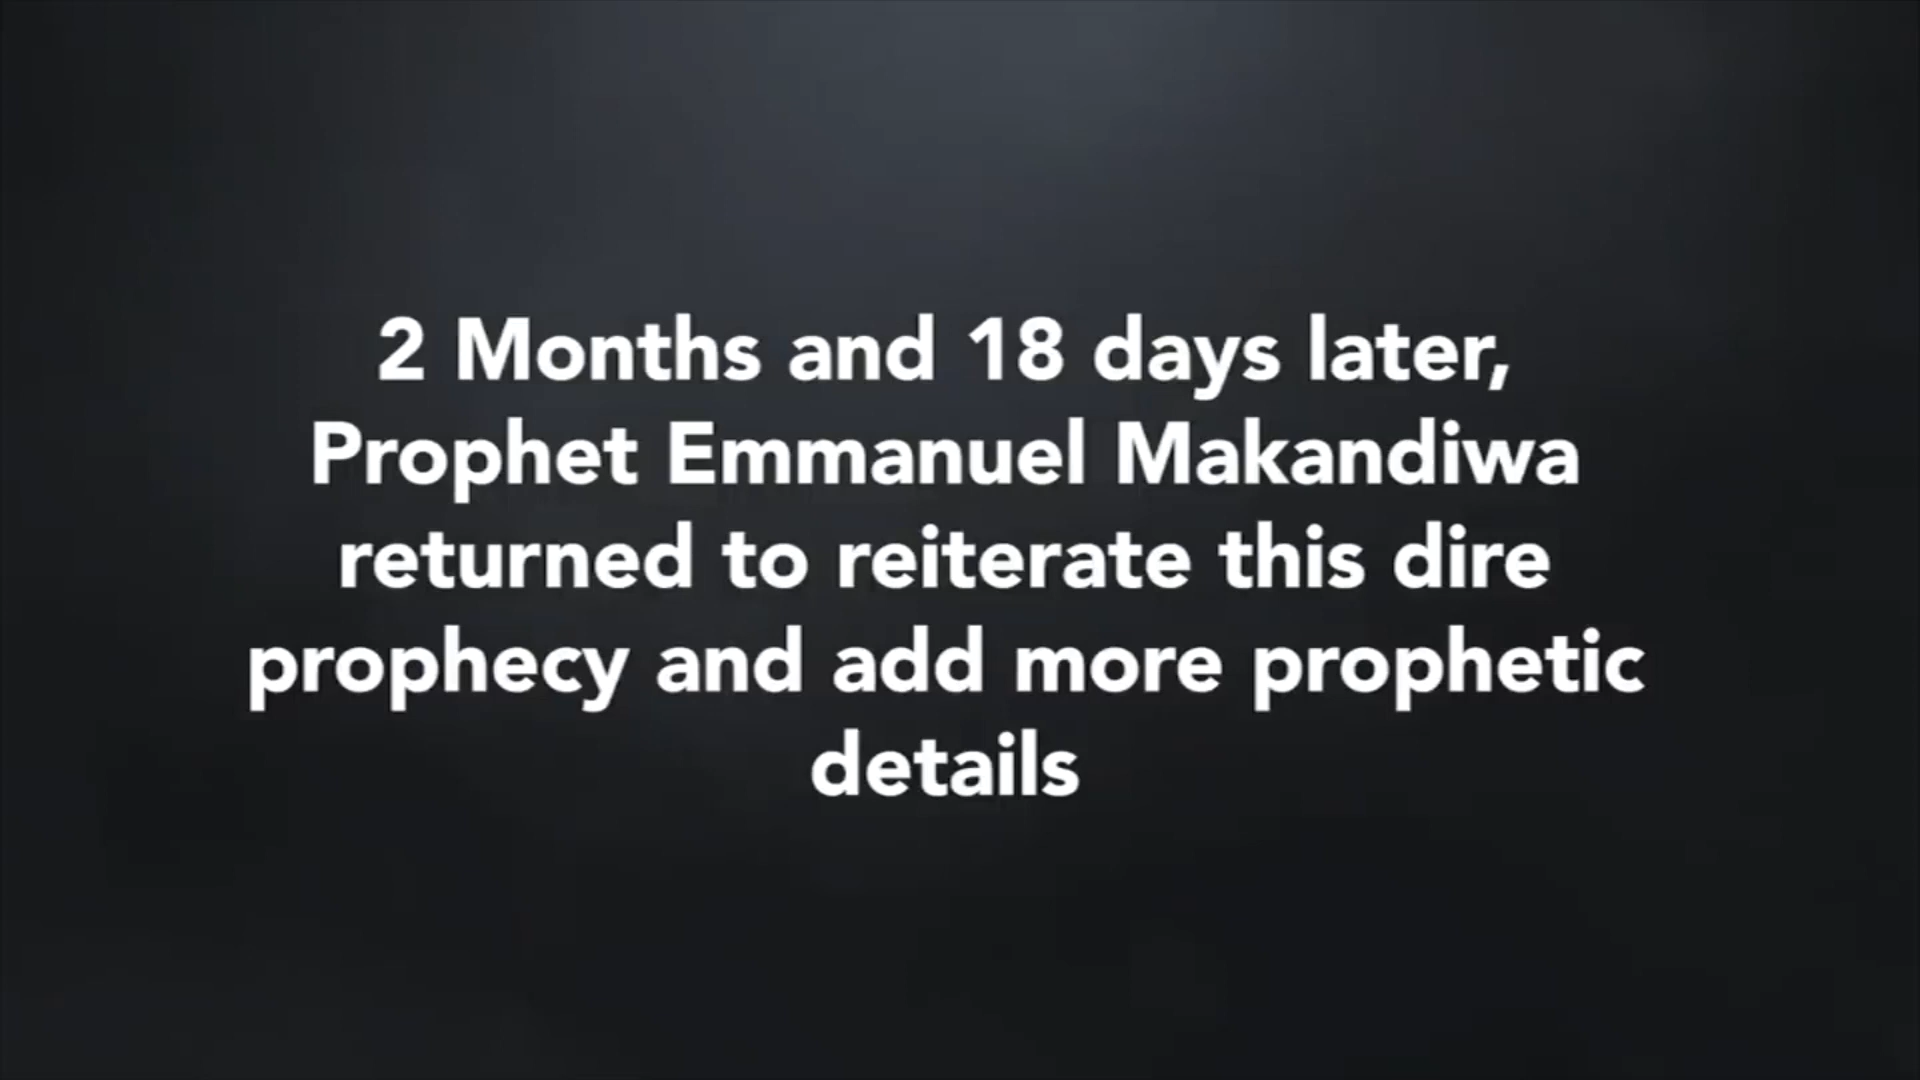 2 Months and 18 days later,
Prophet Emmanuel Makandiwa
returned to reiterate this dire
prophecy and add more prophetic
details